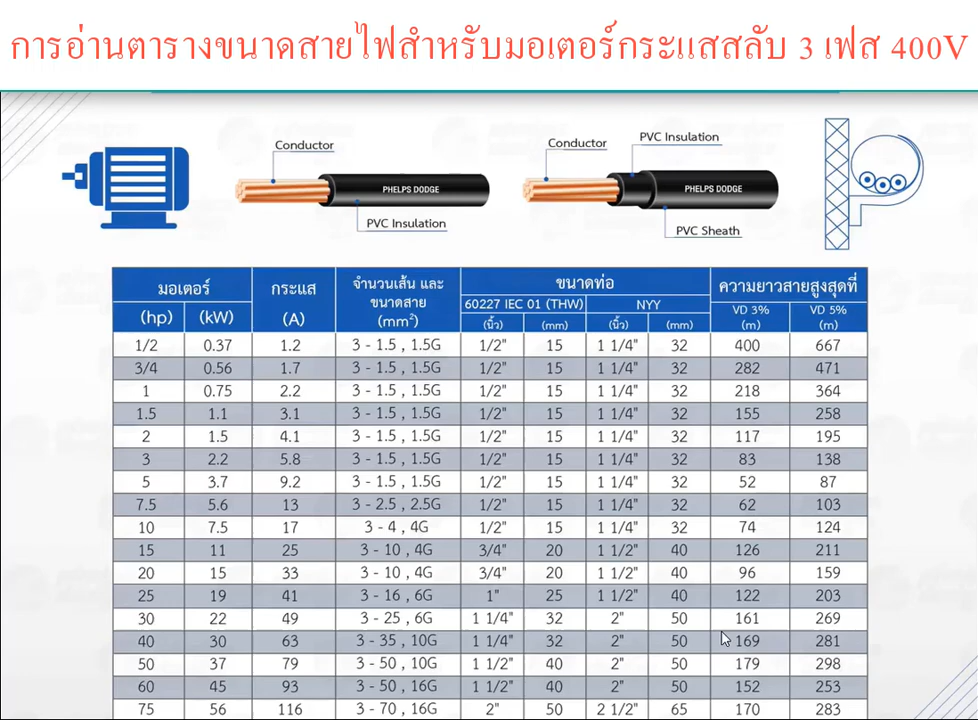 การอ่านตารางขนาดสายไฟสำหรับมอเตอร์กระแสสลับ 3 เฟส 400V
Conductor
PHELPS DODGE
PVC Insulation
Conductor
PVC Insulation
PHELPS DODGE
PVC Sheath
มอเตอร์ กระแส จำนวนเส้น และ ขนาดท่อ ความยาวสายสูงสุดที่
ขนาดสาย 60227 IEC 01 (THW) NYY VD 3% VD 5%
(hp) (kW) (A) (mm²) (นิ้ว) (mm) (นิ้ว) (mm) (m) (m)
1/2 0.37 1.2 3 - 1.5 , 1.5G 1/2" 15 1 1/4" 32 400 667
3/4 0.56 1.7 3 - 1.5 , 1.5G 1/2" 15 1 1/4" 32 282 471
1 0.75 2.2 3 - 1.5 , 1.5G 1/2" 15 1 1/4" 32 218 364
1.5 1.1 3.1 3 - 1.5 , 1.5G 1/2" 15 1 1/4" 32 155 258
2 1.5 4.1 3 - 1.5 , 1.5G 1/2" 15 1 1/4" 32 117 195
3 2.2 5.8 3 - 1.5 , 1.5G 1/2" 15 1 1/4" 32 83 138
5 3.7 9.2 3 - 1.5 , 1.5G 1/2" 15 1 1/4" 32 52 87
7.5 5.6 13 3 - 2.5 , 2.5G 1/2" 15 1 1/4" 32 62 103
10 7.5 17 3 - 4 , 4G 1/2" 15 1 1/4" 32 74 124
15 11 25 3 - 10 , 4G 3/4" 20 1 1/2" 40 126 211
20 15 33 3 - 10 , 4G 3/4" 20 1 1/2" 40 96 159
25 19 41 3 - 16 , 6G 1" 25 1 1/2" 40 122 203
30 22 49 3 - 25 , 6G 1 1/4" 32 2" 50 161 269
40 30 63 3 - 35 , 10G 1 1/4" 32 2" 50 169 281
50 37 79 3 - 50 , 10G 1 1/2" 40 2" 50 179 298
60 45 93 3 - 50 , 16G 1 1/2" 40 2" 50 152 253
75 56 116 3 - 70 , 16G 2" 50 2 1/2" 65 170 283